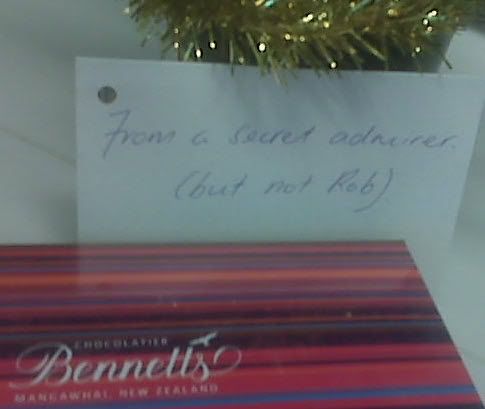 From a secret admirer.
(but not Rob)
CHOCOLATIER
Bennetts
MANGAWHAI, NEW ZEALAND